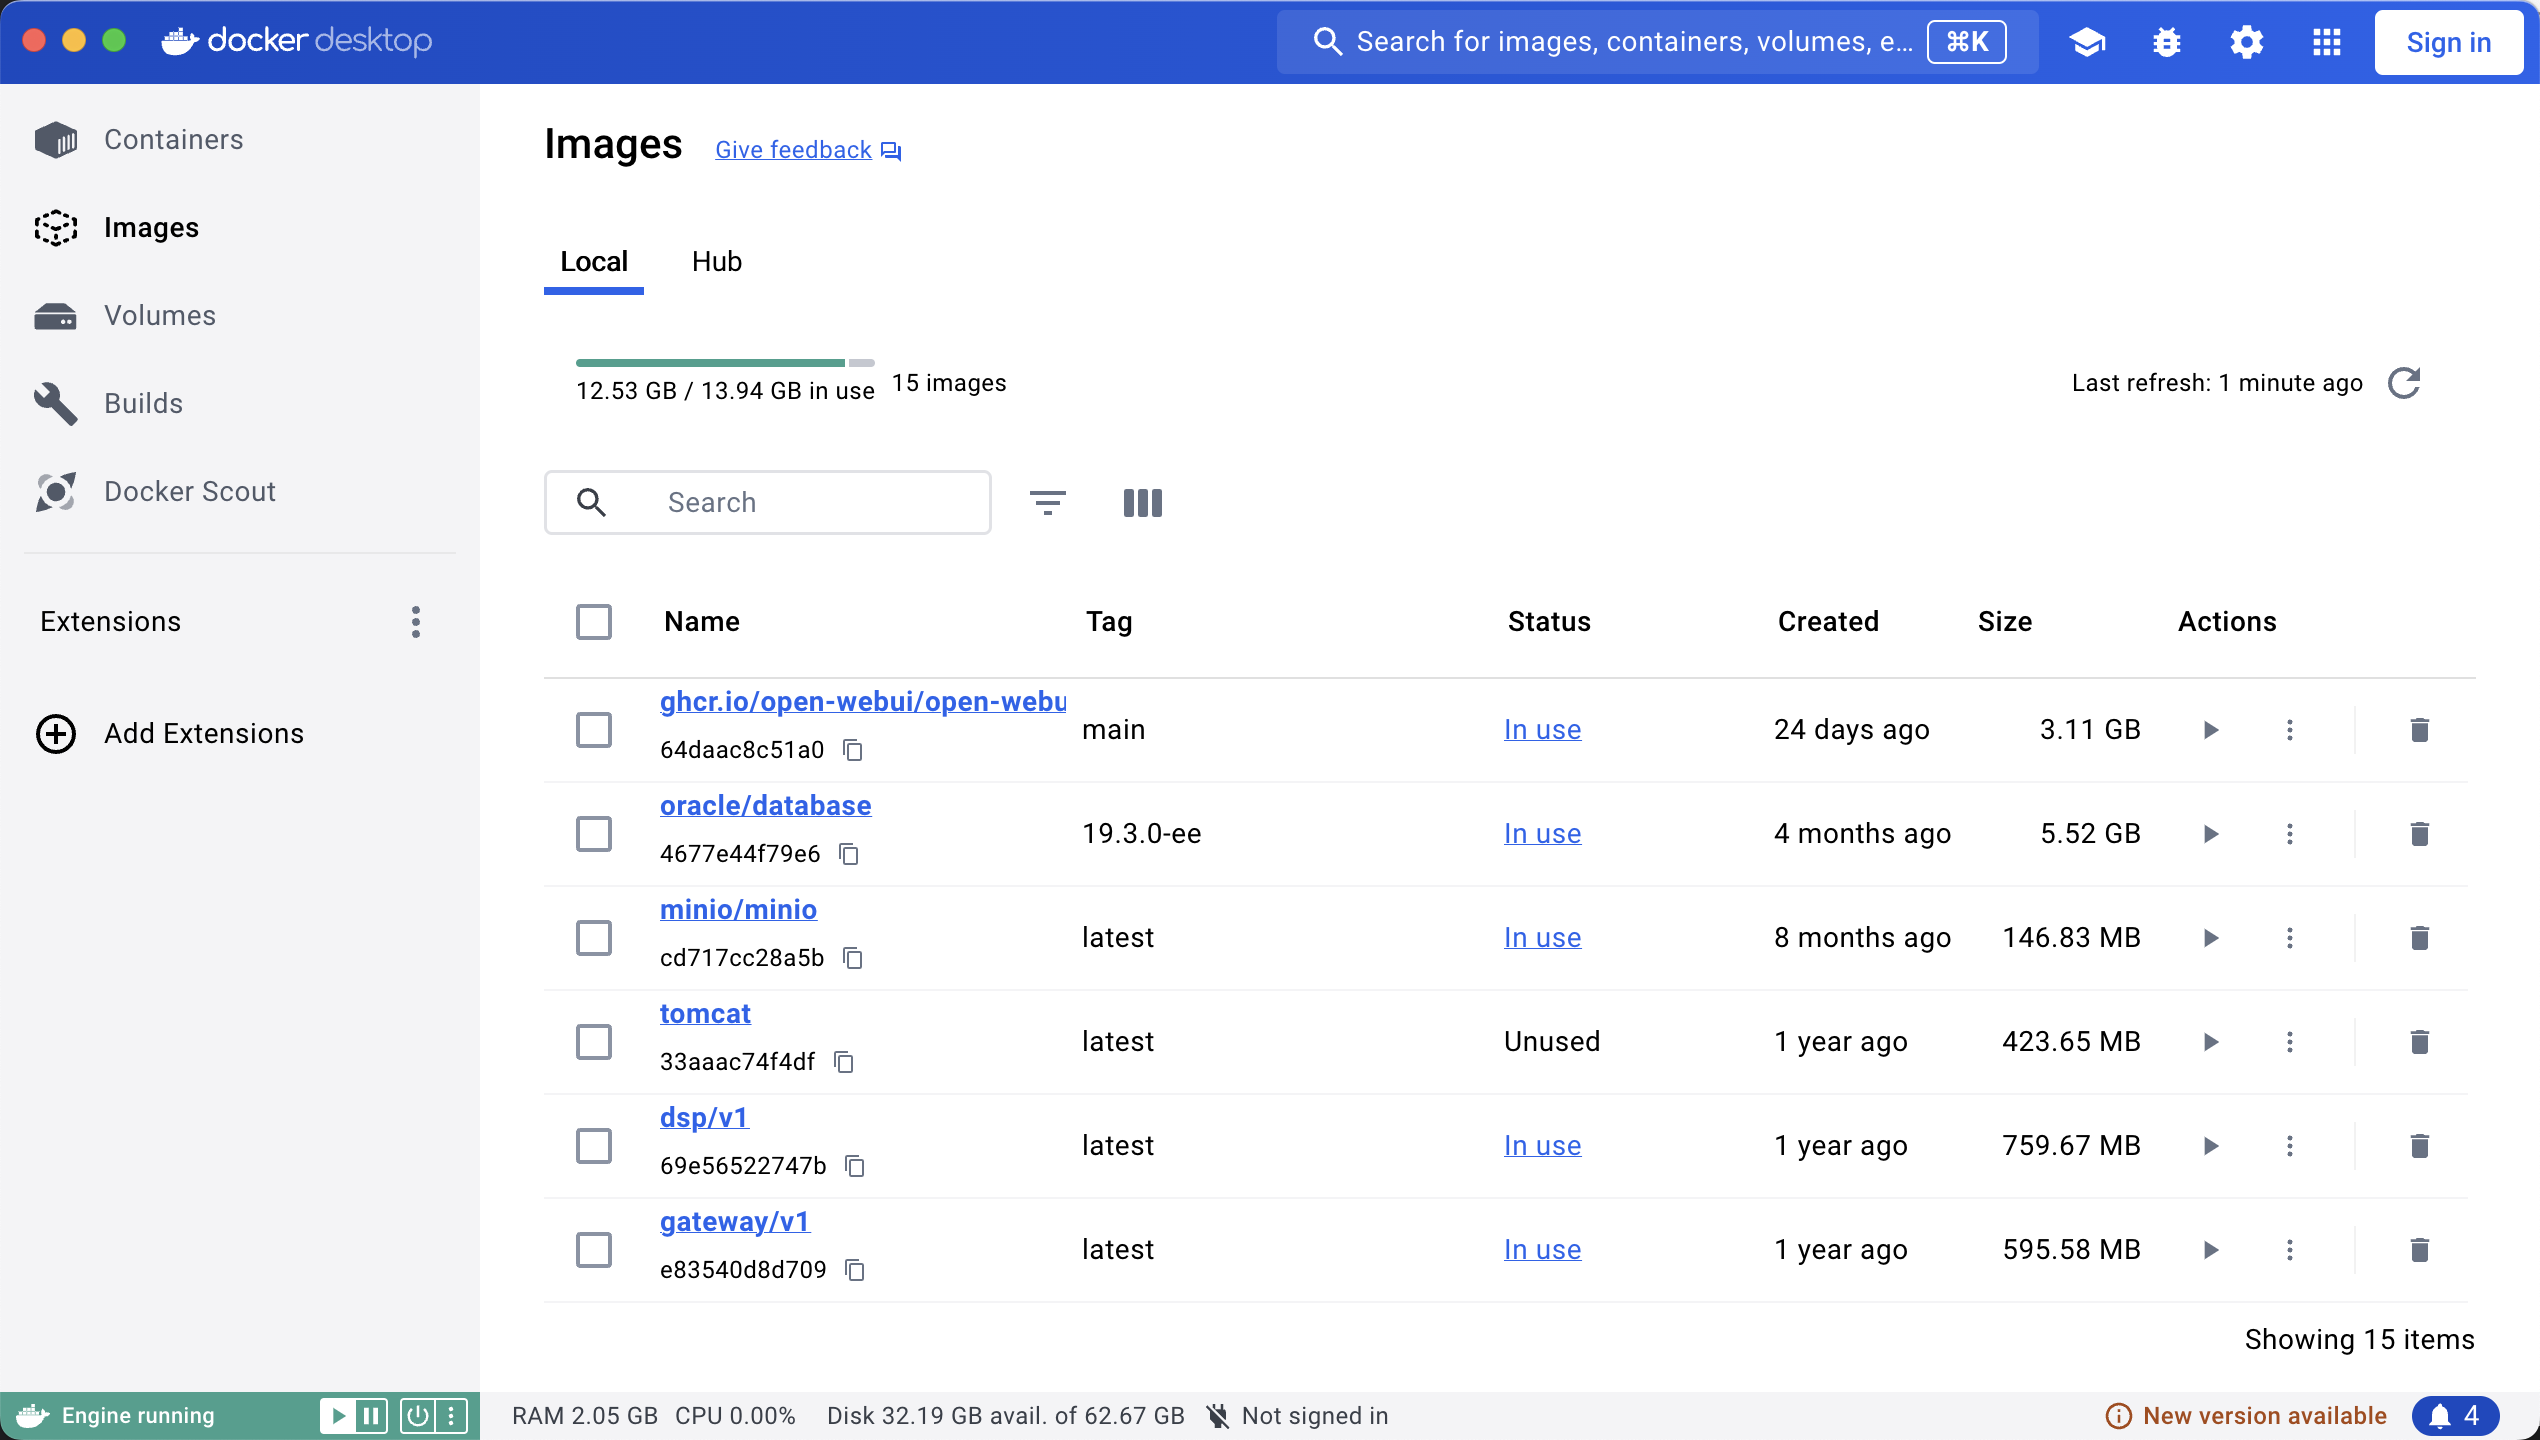 docker desktop
Search for images, containers, volumes, e... ⌘K
Sign in
Containers
Images
Volumes
Builds
Docker Scout
Extensions
Add Extensions
Images Give feedback
Local Hub
12.53 GB / 13.94 GB in use 15 images
Last refresh: 1 minute ago
Search
Name Tag Status Created Size Actions
ghcr.io/open-webui/open-webu
64daac8c51a0 main In use 24 days ago 3.11 GB
oracle/database
4677e44f79e6 19.3.0-ee In use 4 months ago 5.52 GB
minio/minio
cd717cc28a5b latest In use 8 months ago 146.83 MB
tomcat
33aaac74f4df latest Unused 1 year ago 423.65 MB
dsp/v1
69e56522747b latest In use 1 year ago 759.67 MB
gateway/v1
e83540d8d709 latest In use 1 year ago 595.58 MB
Showing 15 items
Engine running RAM 2.05 GB CPU 0.00% Disk 32.19 GB avail. of 62.67 GB Not signed in New version available 4